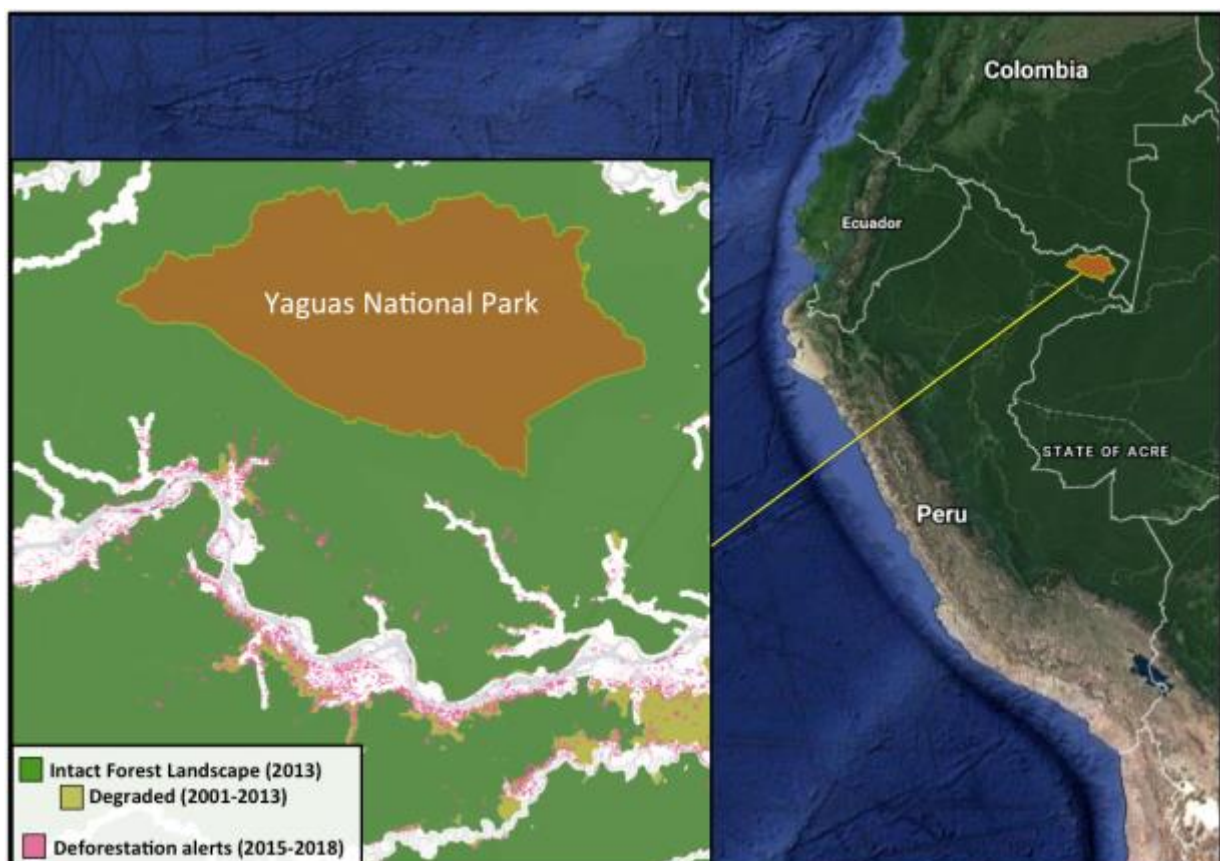 Colombia
Ecuador
Yaguas National Park
STATE OF ACRE
Peru
Intact Forest Landscape (2013)
Degraded (2001-2013)
Deforestation alerts (2015-2018)